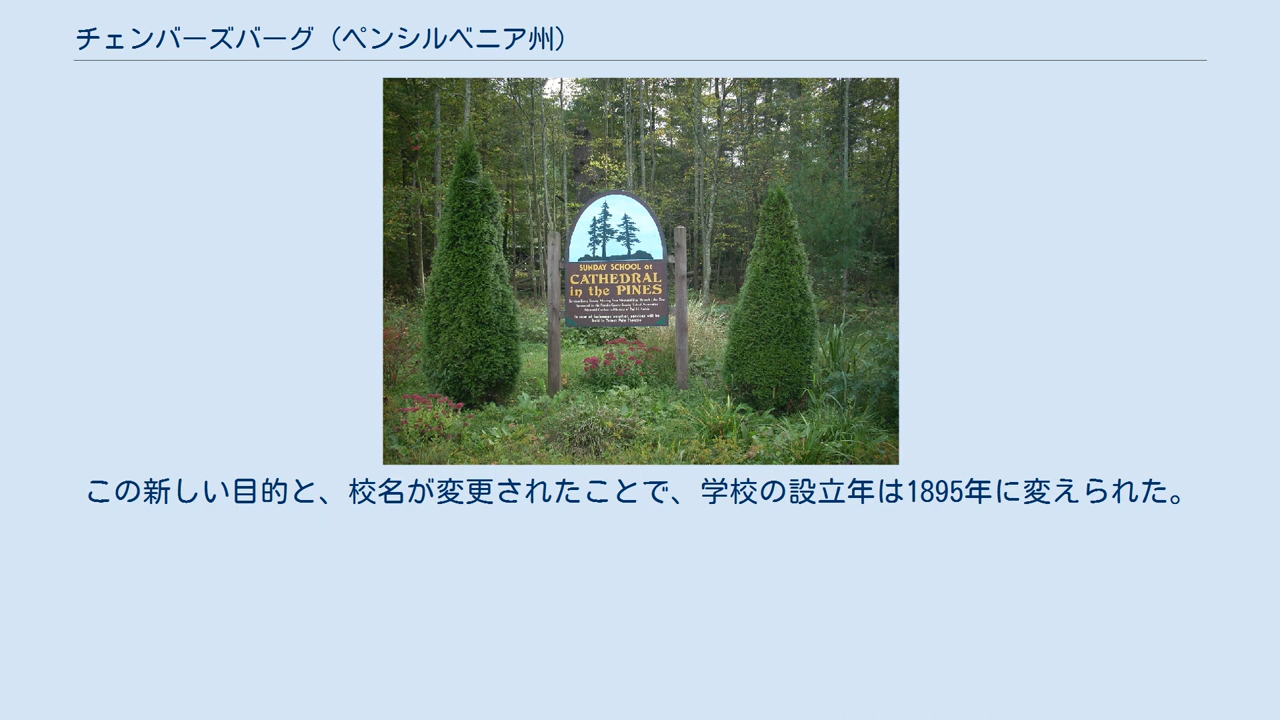 チェンバーズバーグ（ペンシルベニア州）
SUNDAY SCHOOL at
CATHEDRAL
in the PINES
この新しい目的と、校名が変更されたことで、学校の設立年は1895年に変えられた。